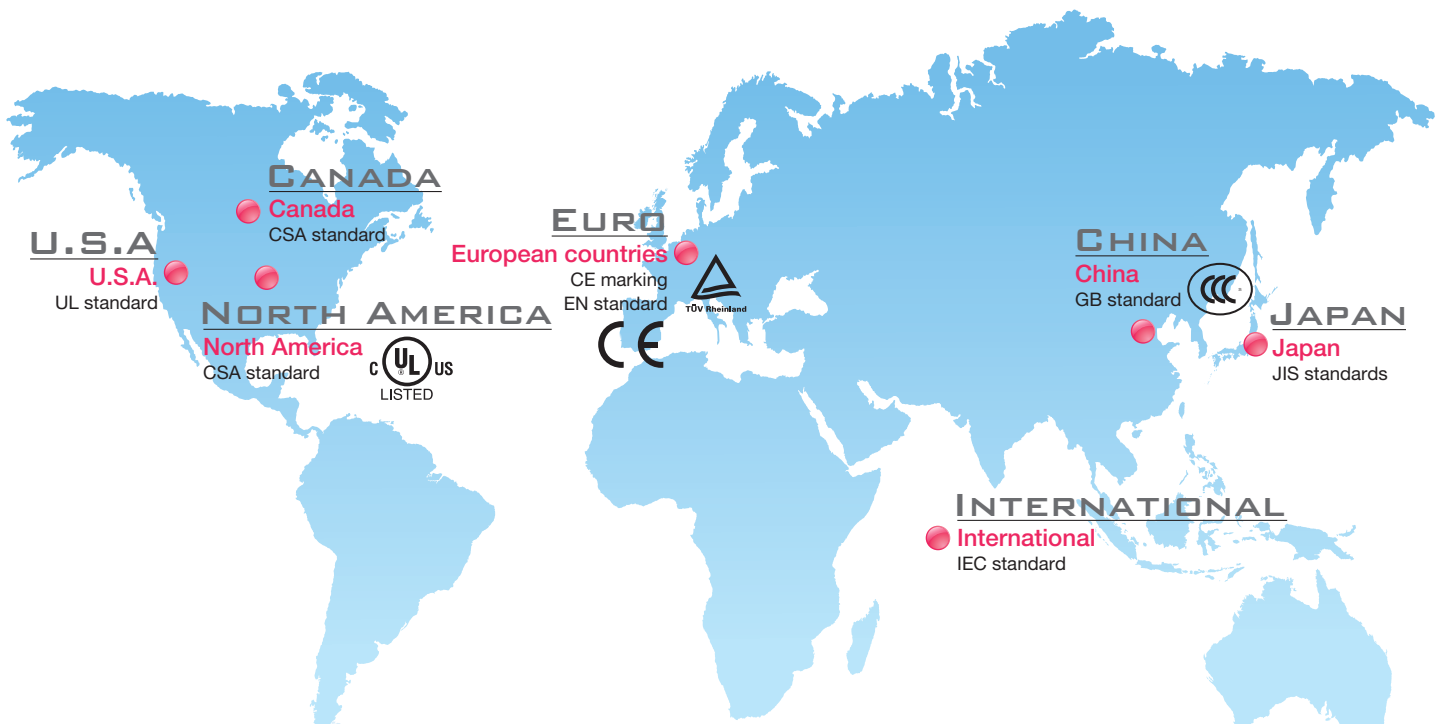 CANADA
Canada
CSA standard
U.S.A
U.S.A.
UL standard
NORTH AMERICA
North America
CSA standard
C UL US
LISTED
EURO
European countries
CE marking
EN standard
TÜV Rheinland
CE
CHINA
China
GB standard
CCC
JAPAN
Japan
JIS standards
INTERNATIONAL
International
IEC standard